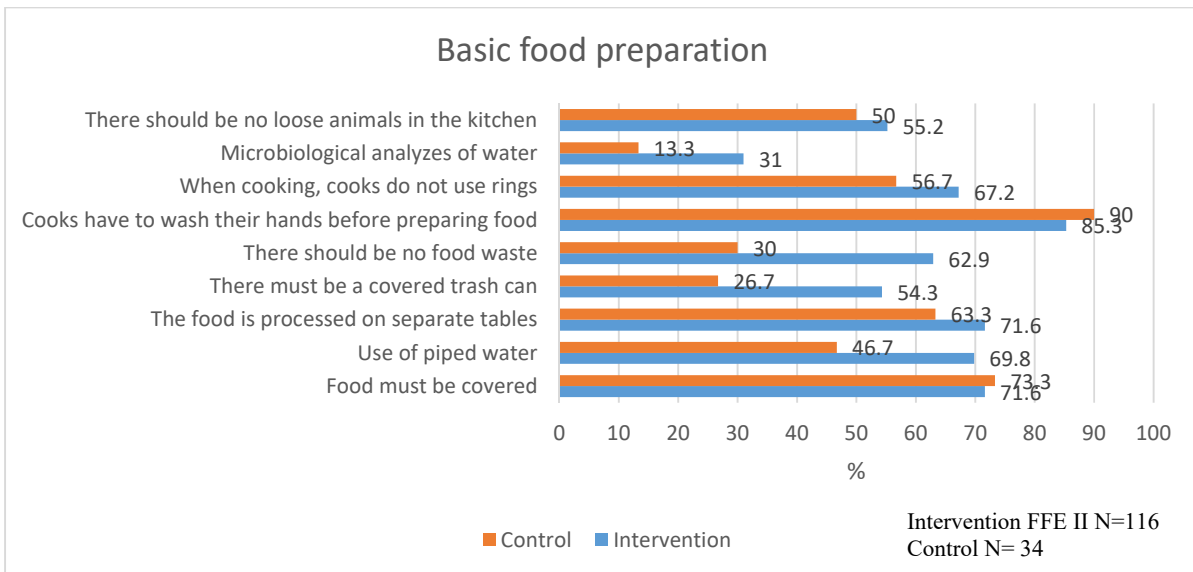 Basic food preparation
There should be no loose animals in the kitchen
50
55.2
Microbiological analyzes of water
13.3
31
When cooking, cooks do not use rings
56.7
67.2
Cooks have to wash their hands before preparing food
90
85.3
There should be no food waste
30
62.9
There must be a covered trash can
26.7
54.3
The food is processed on separate tables
63.3
71.6
Use of piped water
46.7
69.8
Food must be covered
73.3
71.6
0 10 20 30 40 50 60 70 80 90 100
%
Control Intervention
Intervention FFE II N=116
Control N= 34